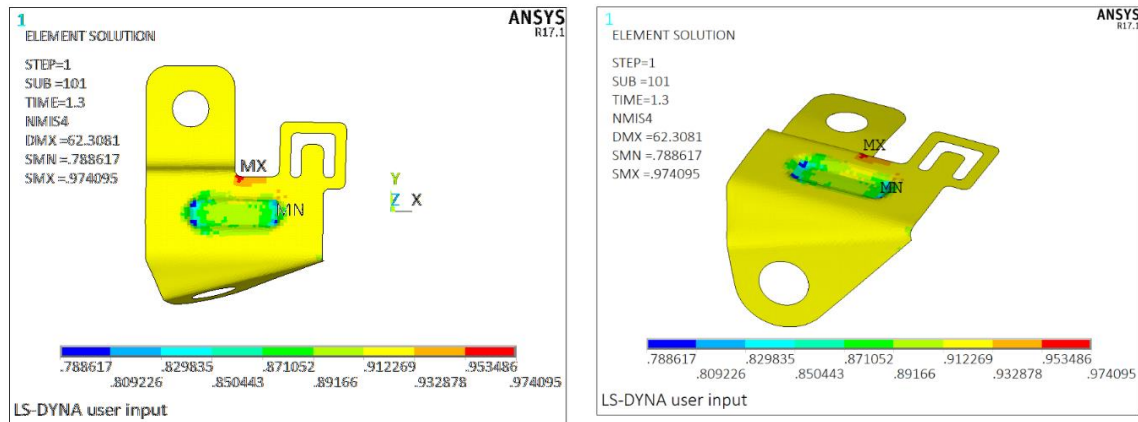 1
ELEMENT SOLUTION
ANSYS
R17.1
STEP=1
SUB =101
TIME=1.3
NMIS4
DMX =62.3081
SMN =.788617
SMX =.974095
MX
MN
Y
Z X
.788617 .829835 .871052 .912269 .953486
.809226 .850443 .89166 .932878 .974095
LS-DYNA user input
1
ELEMENT SOLUTION
ANSYS
R17.1
STEP=1
SUB =101
TIME=1.3
NMIS4
DMX =62.3081
SMN =.788617
SMX =.974095
MX
MN
Y
Z X
.788617 .829835 .871052 .912269 .953486
.809226 .850443 .89166 .932878 .974095
LS-DYNA user input